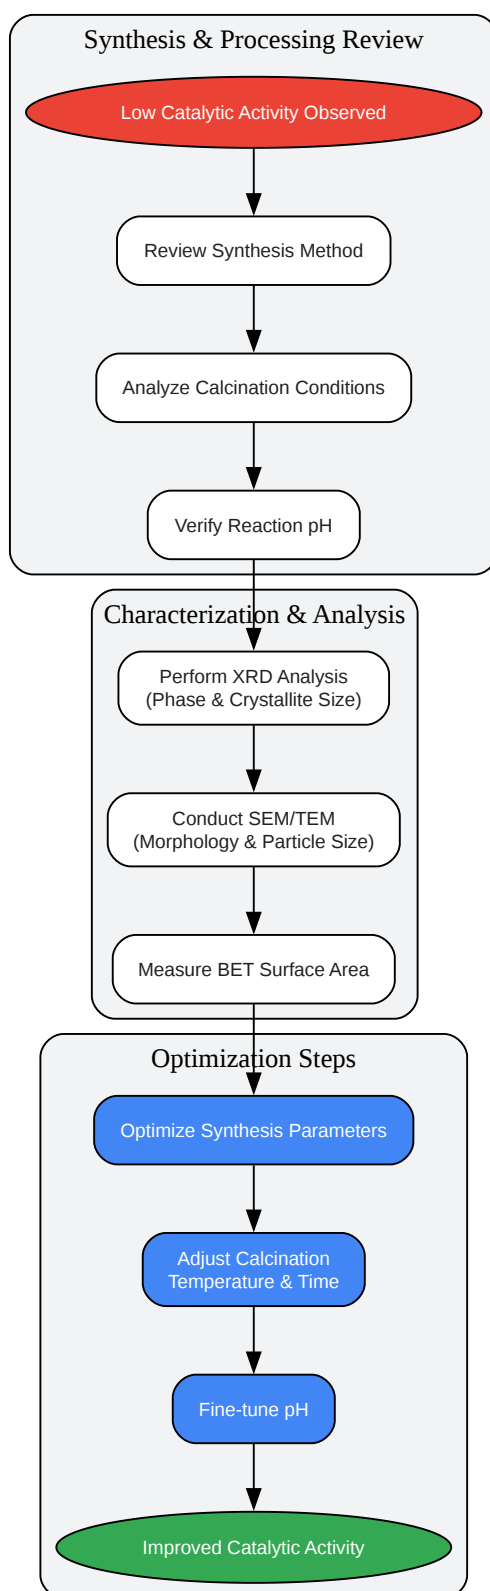 Synthesis & Processing Review
Low Catalytic Activity Observed
Review Synthesis Method
Analyze Calcination Conditions
Verify Reaction pH
Characterization & Analysis
Perform XRD Analysis
(Phase & Crystallite Size)
Conduct SEM/TEM
(Morphology & Particle Size)
Measure BET Surface Area
Optimization Steps
Optimize Synthesis Parameters
Adjust Calcination
Temperature & Time
Fine-tune pH
Improved Catalytic Activity